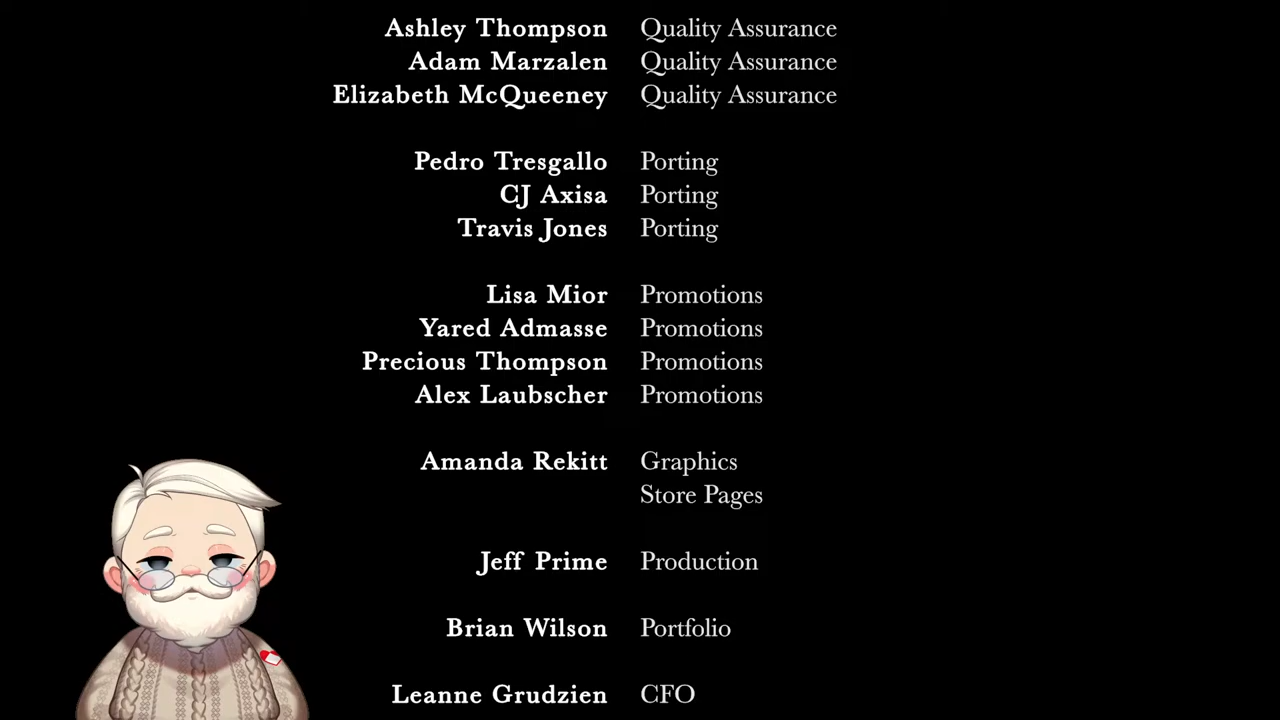 Ashley Thompson Quality Assurance
Adam Marzalen Quality Assurance
Elizabeth McQueeney Quality Assurance
Pedro Tresgallo Porting
CJ Axisa Porting
Travis Jones Porting
Lisa Mior Promotions
Yared Admasse Promotions
Precious Thompson Promotions
Alex Laubscher Promotions
Amanda Rekitt Graphics
Store Pages
Jeff Prime Production
Brian Wilson Portfolio
Leanne Grudzien CFO